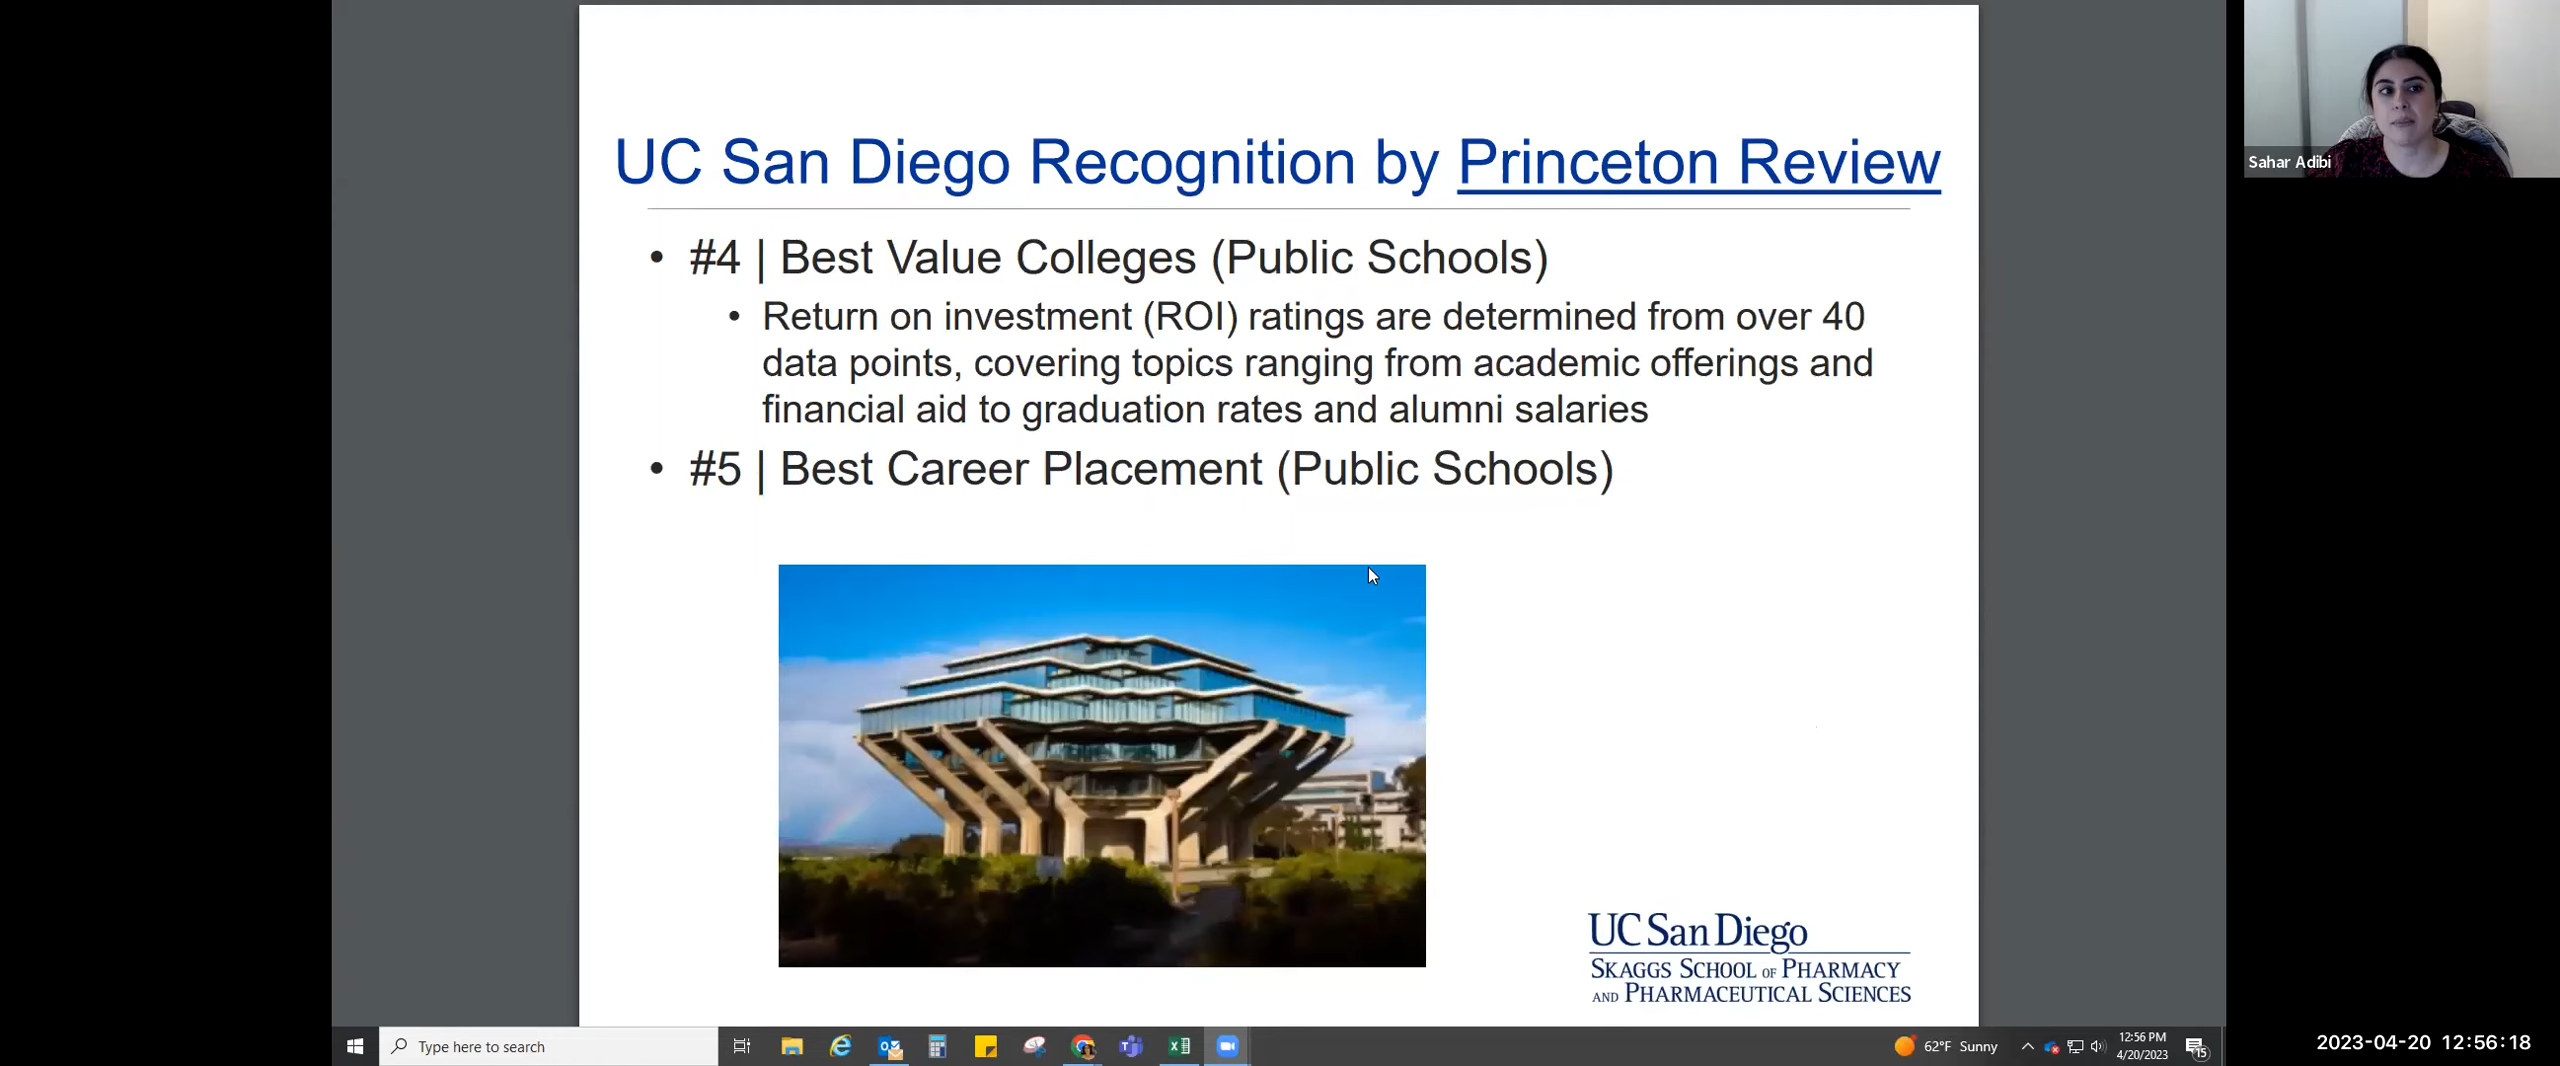 UC San Diego Recognition by Princeton Review
• #4 | Best Value Colleges (Public Schools)
• Return on investment (ROI) ratings are determined from over 40
data points, covering topics ranging from academic offerings and
financial aid to graduation rates and alumni salaries
• #5 | Best Career Placement (Public Schools)
UC San Diego
SKAGGS SCHOOL OF PHARMACY
AND PHARMACEUTICAL SCIENCES
Sahar Adibi
Type here to search
62°F Sunny
12:56 PM
4/20/2023
15
2023-04-20 12:56:18